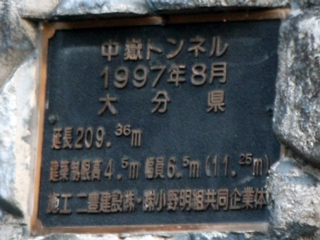 中嶽トンネル
1997年8月
大分県
延長209.36m
建築制限高4.5m 幅員6.5m(11.25m)
施工 二豊建設㈱・㈱小野明組共同企業体